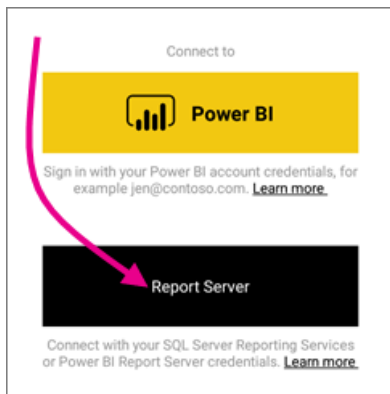 Connect to
Power BI
Sign in with your Power BI account credentials, for
example jen@contoso.com. Learn more
Report Server
Connect with your SQL Server Reporting Services
or Power BI Report Server credentials. Learn more